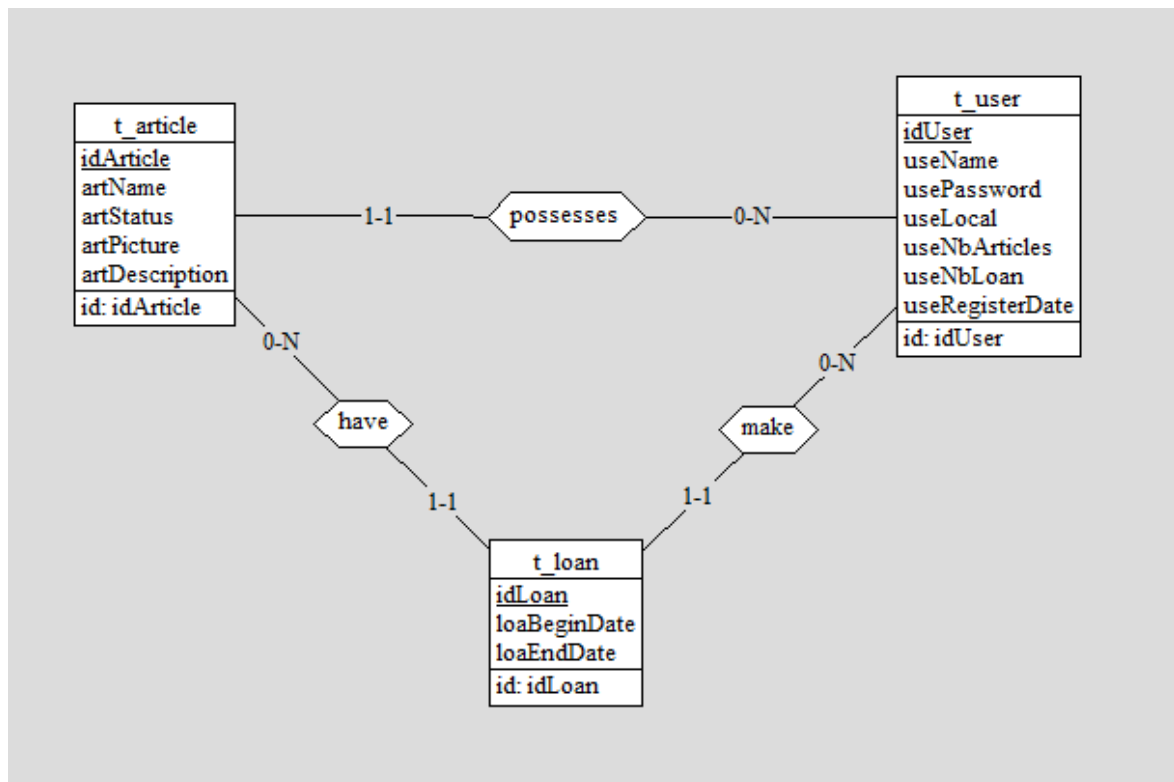 t_article
idArticle
artName
artStatus
artPicture
artDescription
id: idArticle
1-1
possesses
0-N
t_user
idUser
useName
usePassword
useLocal
useNbArticles
useNbLoan
useRegisterDate
id: idUser
0-N
have
1-1
0-N
make
1-1
t_loan
idLoan
loaBeginDate
loaEndDate
id: idLoan